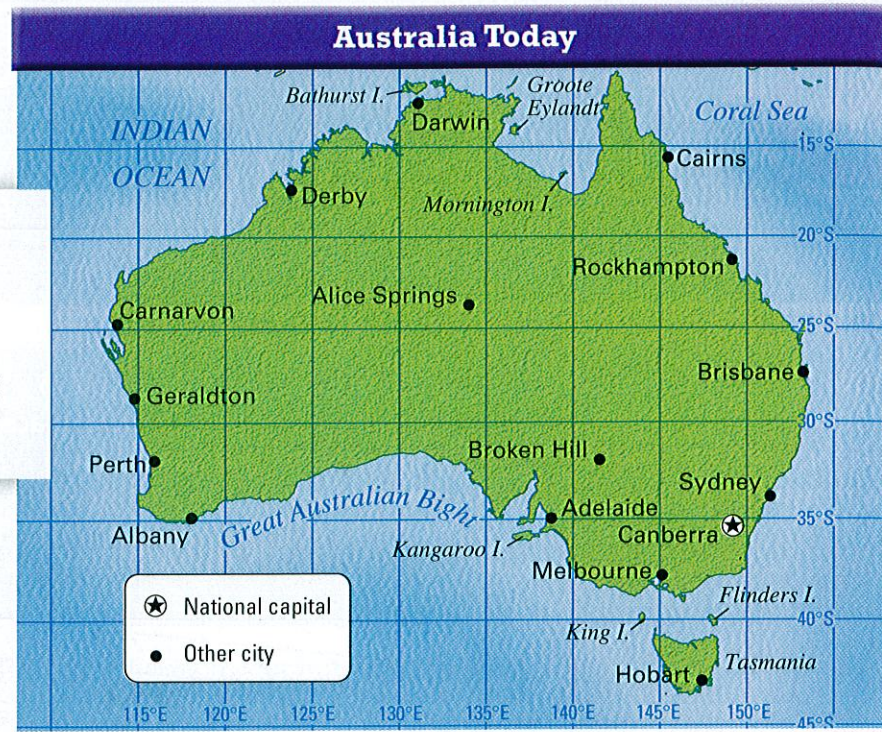 Australia Today
Bathurst I.
Groote
Eylandt
Coral Sea
INDIAN
OCEAN
Darwin
15°S
Cairns
Derby
Mornington I.
20°S
Rockhampton
Alice Springs
Carnarvon
25°S
Brisbane
Geraldton
30°S
Broken Hill
Perth
Sydney
Great Australian Bight
Adelaide
35°S
Albany
Canberra
Kangaroo I.
Melbourne
National capital
Flinders I.
King I.
40°S
Other city
Hobart
Tasmania
115°E 120°E 125°E 130°E 135°E 140°E 145°E 150°E 45°S